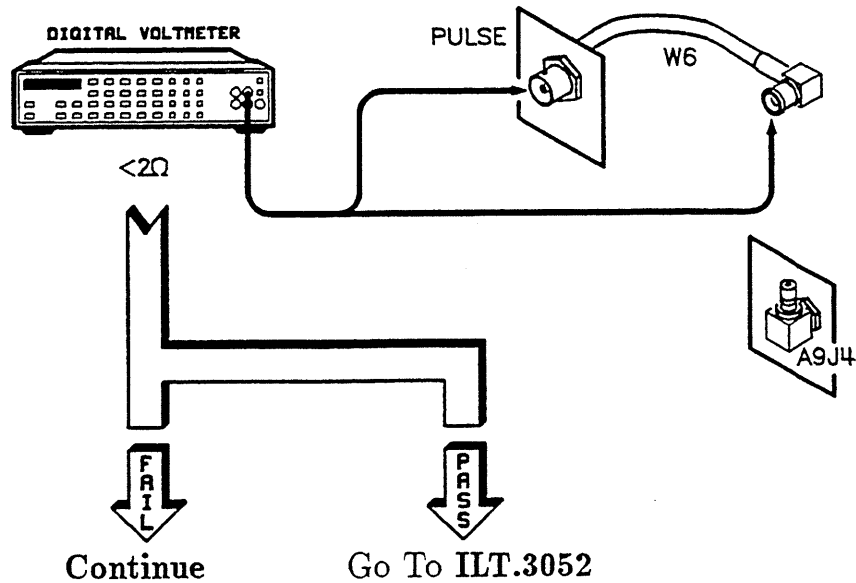 DIGITAL VOLTMETER
PULSE
W6
<2Ω
A9J4
FAIL
PASS
Continue
Go To ILT.3052